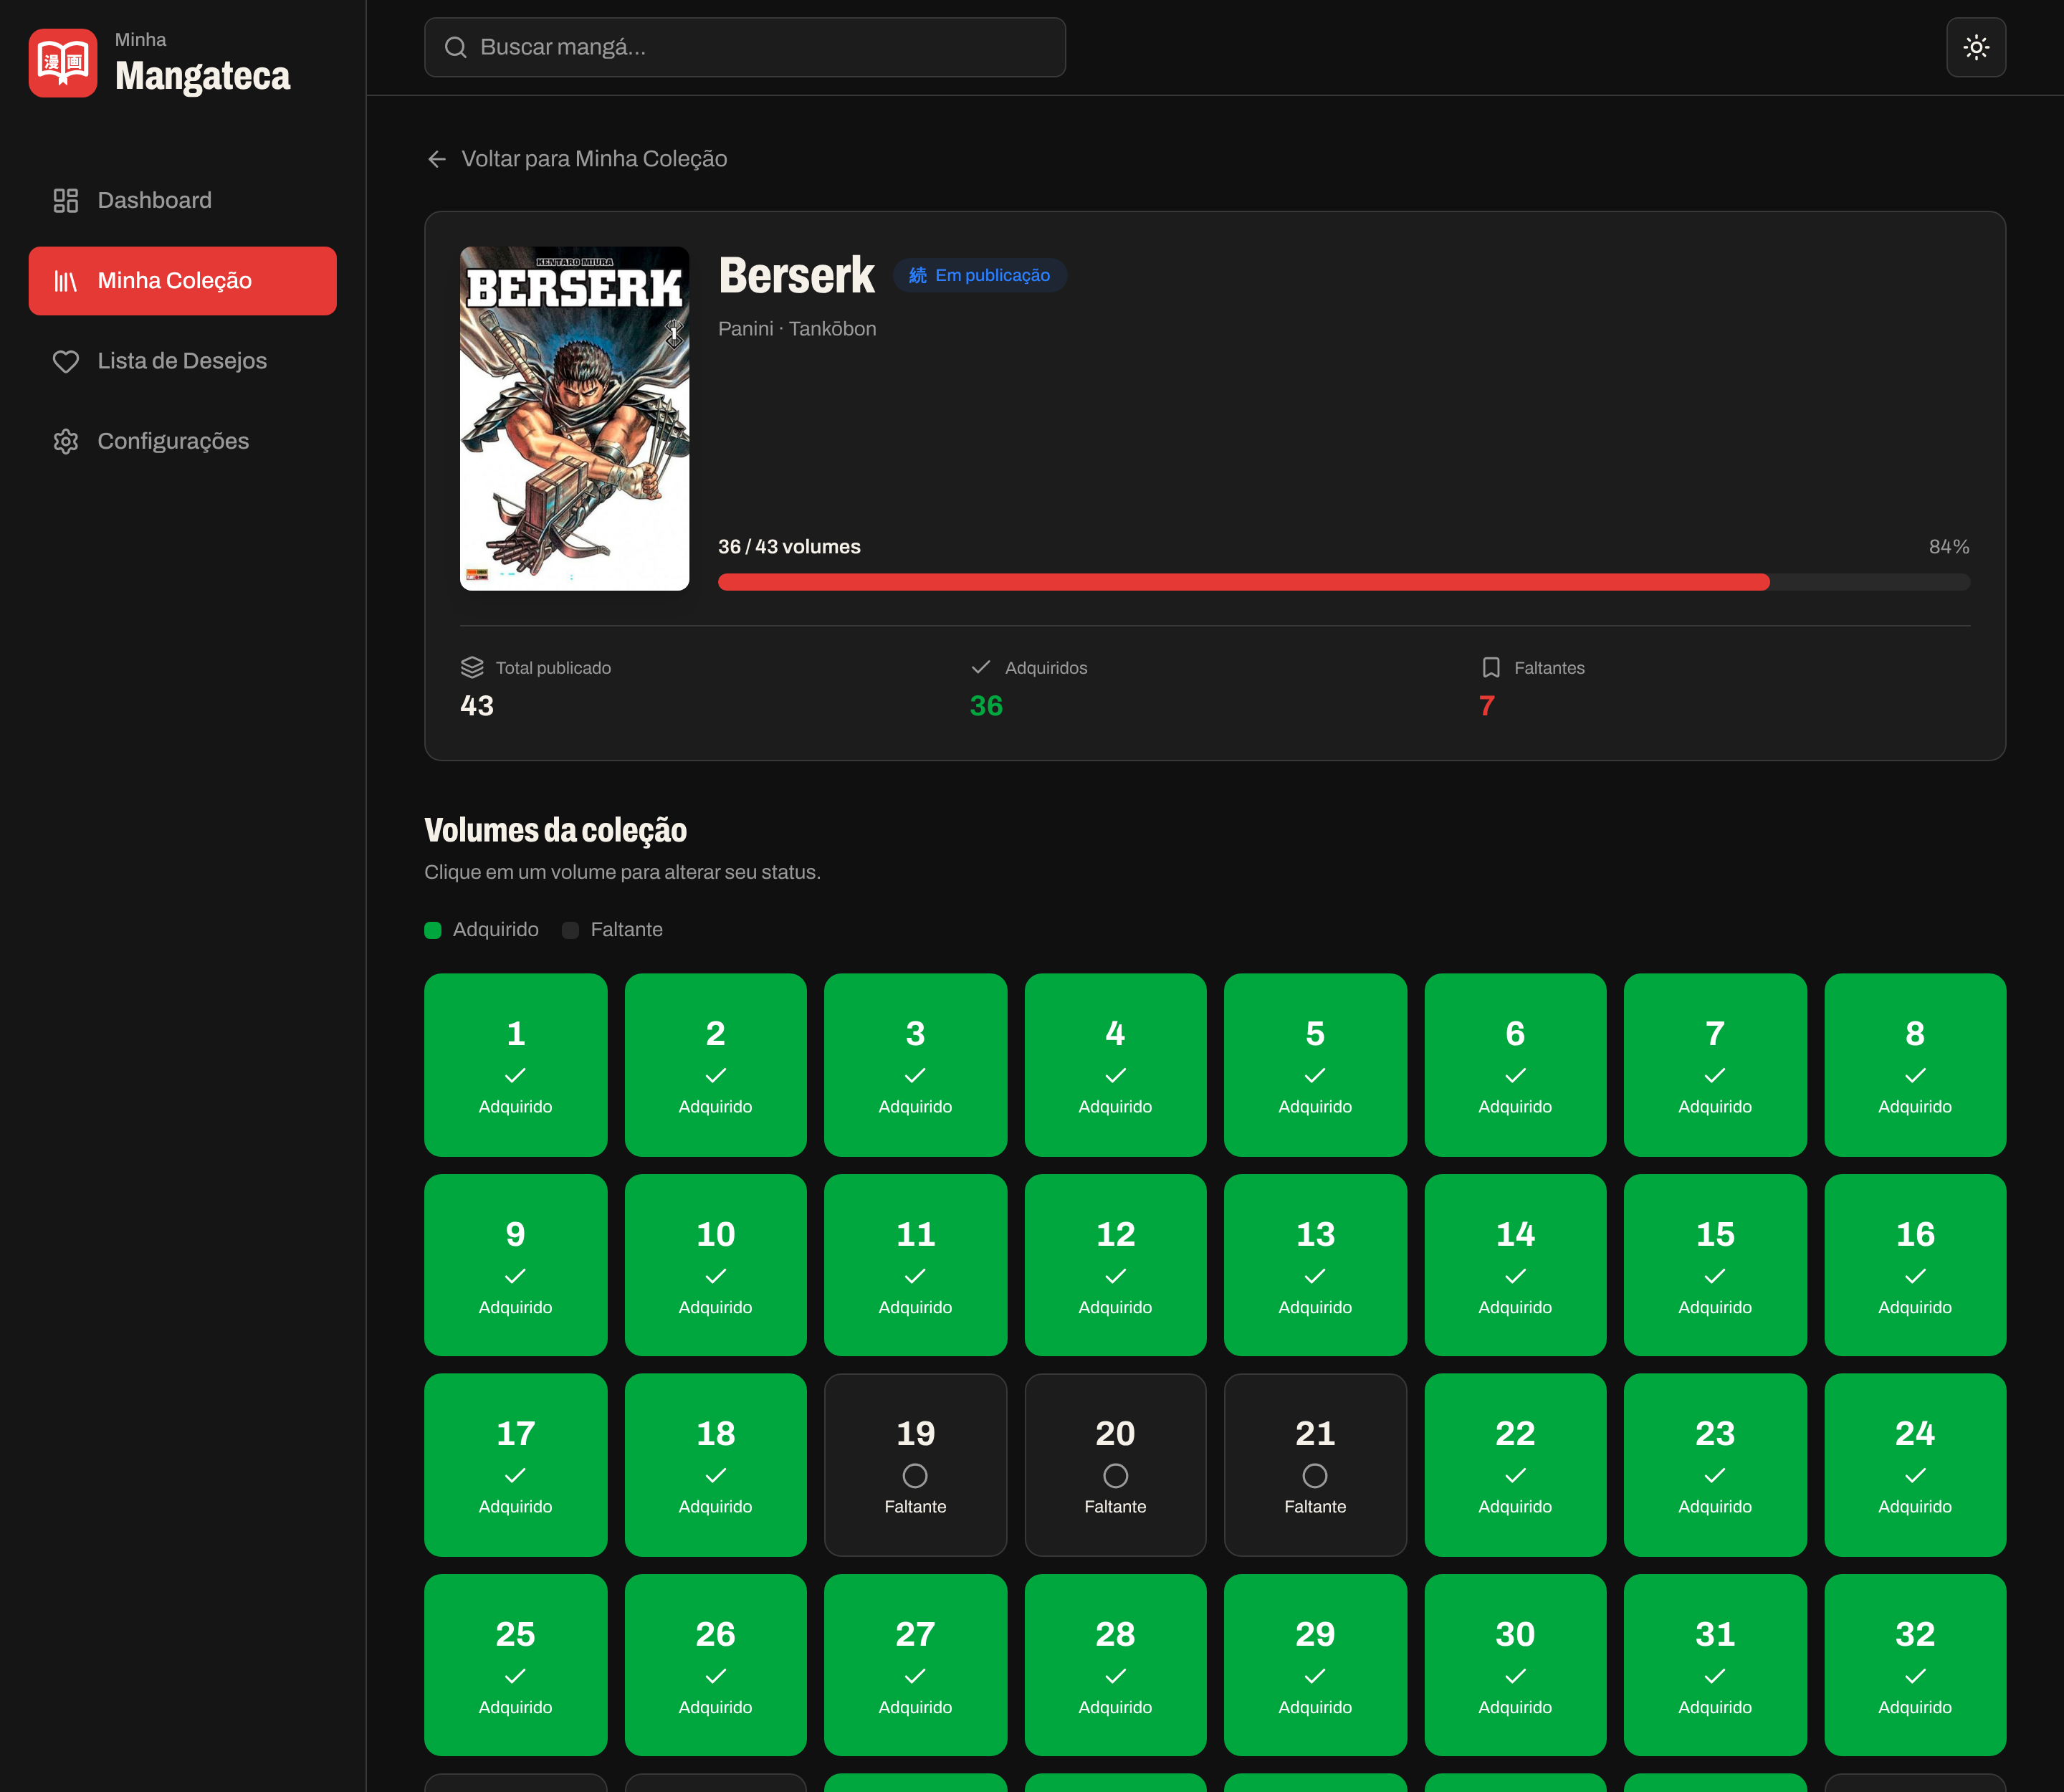 漫 画
Minha
Mangateca
Buscar mangá...
Dashboard
Minha Coleção
Lista de Desejos
Configurações
Voltar para Minha Coleção
KENTARO MIURA
BERSERK
1
Berserk
続 Em publicação
Panini · Tankōbon
36 / 43 volumes
84%
Total publicado
43
Adquiridos
36
Faltantes
7
Volumes da coleção
Clique em um volume para alterar seu status.
Adquirido
Faltante
1
Adquirido
2
Adquirido
3
Adquirido
4
Adquirido
5
Adquirido
6
Adquirido
7
Adquirido
8
Adquirido
9
Adquirido
10
Adquirido
11
Adquirido
12
Adquirido
13
Adquirido
14
Adquirido
15
Adquirido
16
Adquirido
17
Adquirido
18
Adquirido
19
Faltante
20
Faltante
21
Faltante
22
Adquirido
23
Adquirido
24
Adquirido
25
Adquirido
26
Adquirido
27
Adquirido
28
Adquirido
29
Adquirido
30
Adquirido
31
Adquirido
32
Adquirido